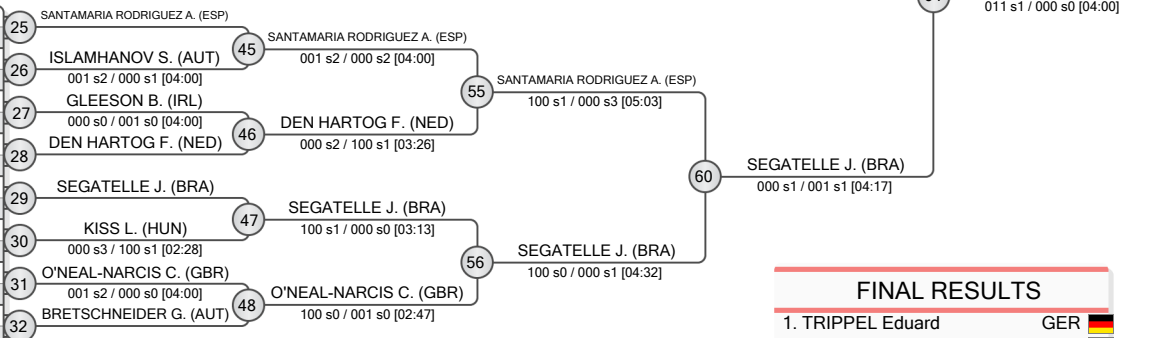 011 s1 / 000 s0 [04:00]
25
SANTAMARIA RODRIGUEZ A. (ESP)
45
SANTAMARIA RODRIGUEZ A. (ESP)
001 s2 / 000 s2 [04:00]
26
ISLAMHANOV S. (AUT)
001 s2 / 000 s1 [04:00]
55
SANTAMARIA RODRIGUEZ A. (ESP)
100 s1 / 000 s3 [05:03]
27
GLEESON B. (IRL)
000 s0 / 001 s0 [04:00]
46
DEN HARTOG F. (NED)
000 s2 / 100 s1 [03:26]
28
DEN HARTOG F. (NED)
60
SEGATELLE J. (BRA)
000 s1 / 001 s1 [04:17]
29
SEGATELLE J. (BRA)
47
SEGATELLE J. (BRA)
100 s1 / 000 s0 [03:13]
30
KISS L. (HUN)
000 s3 / 100 s1 [02:28]
56
SEGATELLE J. (BRA)
100 s0 / 000 s1 [04:32]
31
O'NEAL-NARCIS C. (GBR)
001 s2 / 000 s0 [04:00]
48
O'NEAL-NARCIS C. (GBR)
100 s0 / 001 s0 [02:47]
32
BRETSCHNEIDER G. (AUT)
FINAL RESULTS
1. TRIPPEL Eduard GER